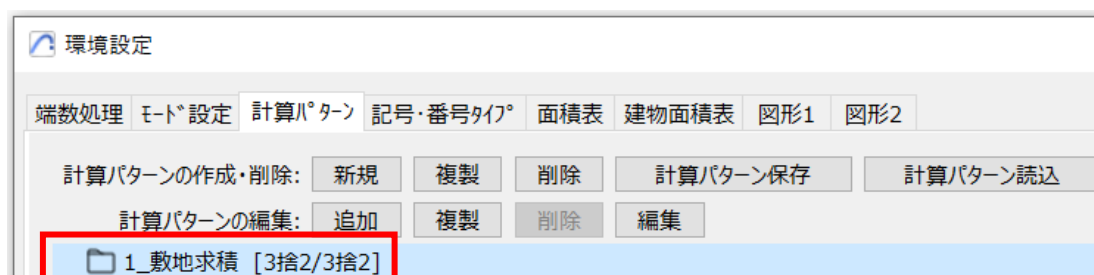 環境設定
端数処理 ﾓｰﾄﾞ設定 計算ﾊﾟﾀｰﾝ 記号･番号ﾀｲﾌﾟ 面積表 建物面積表 図形1 図形2
計算パターンの作成･削除: 新規 複製 削除 計算パターン保存 計算パターン読込
計算パターンの編集: 追加 複製 削除 編集
1_敷地求積 [3捨2/3捨2]